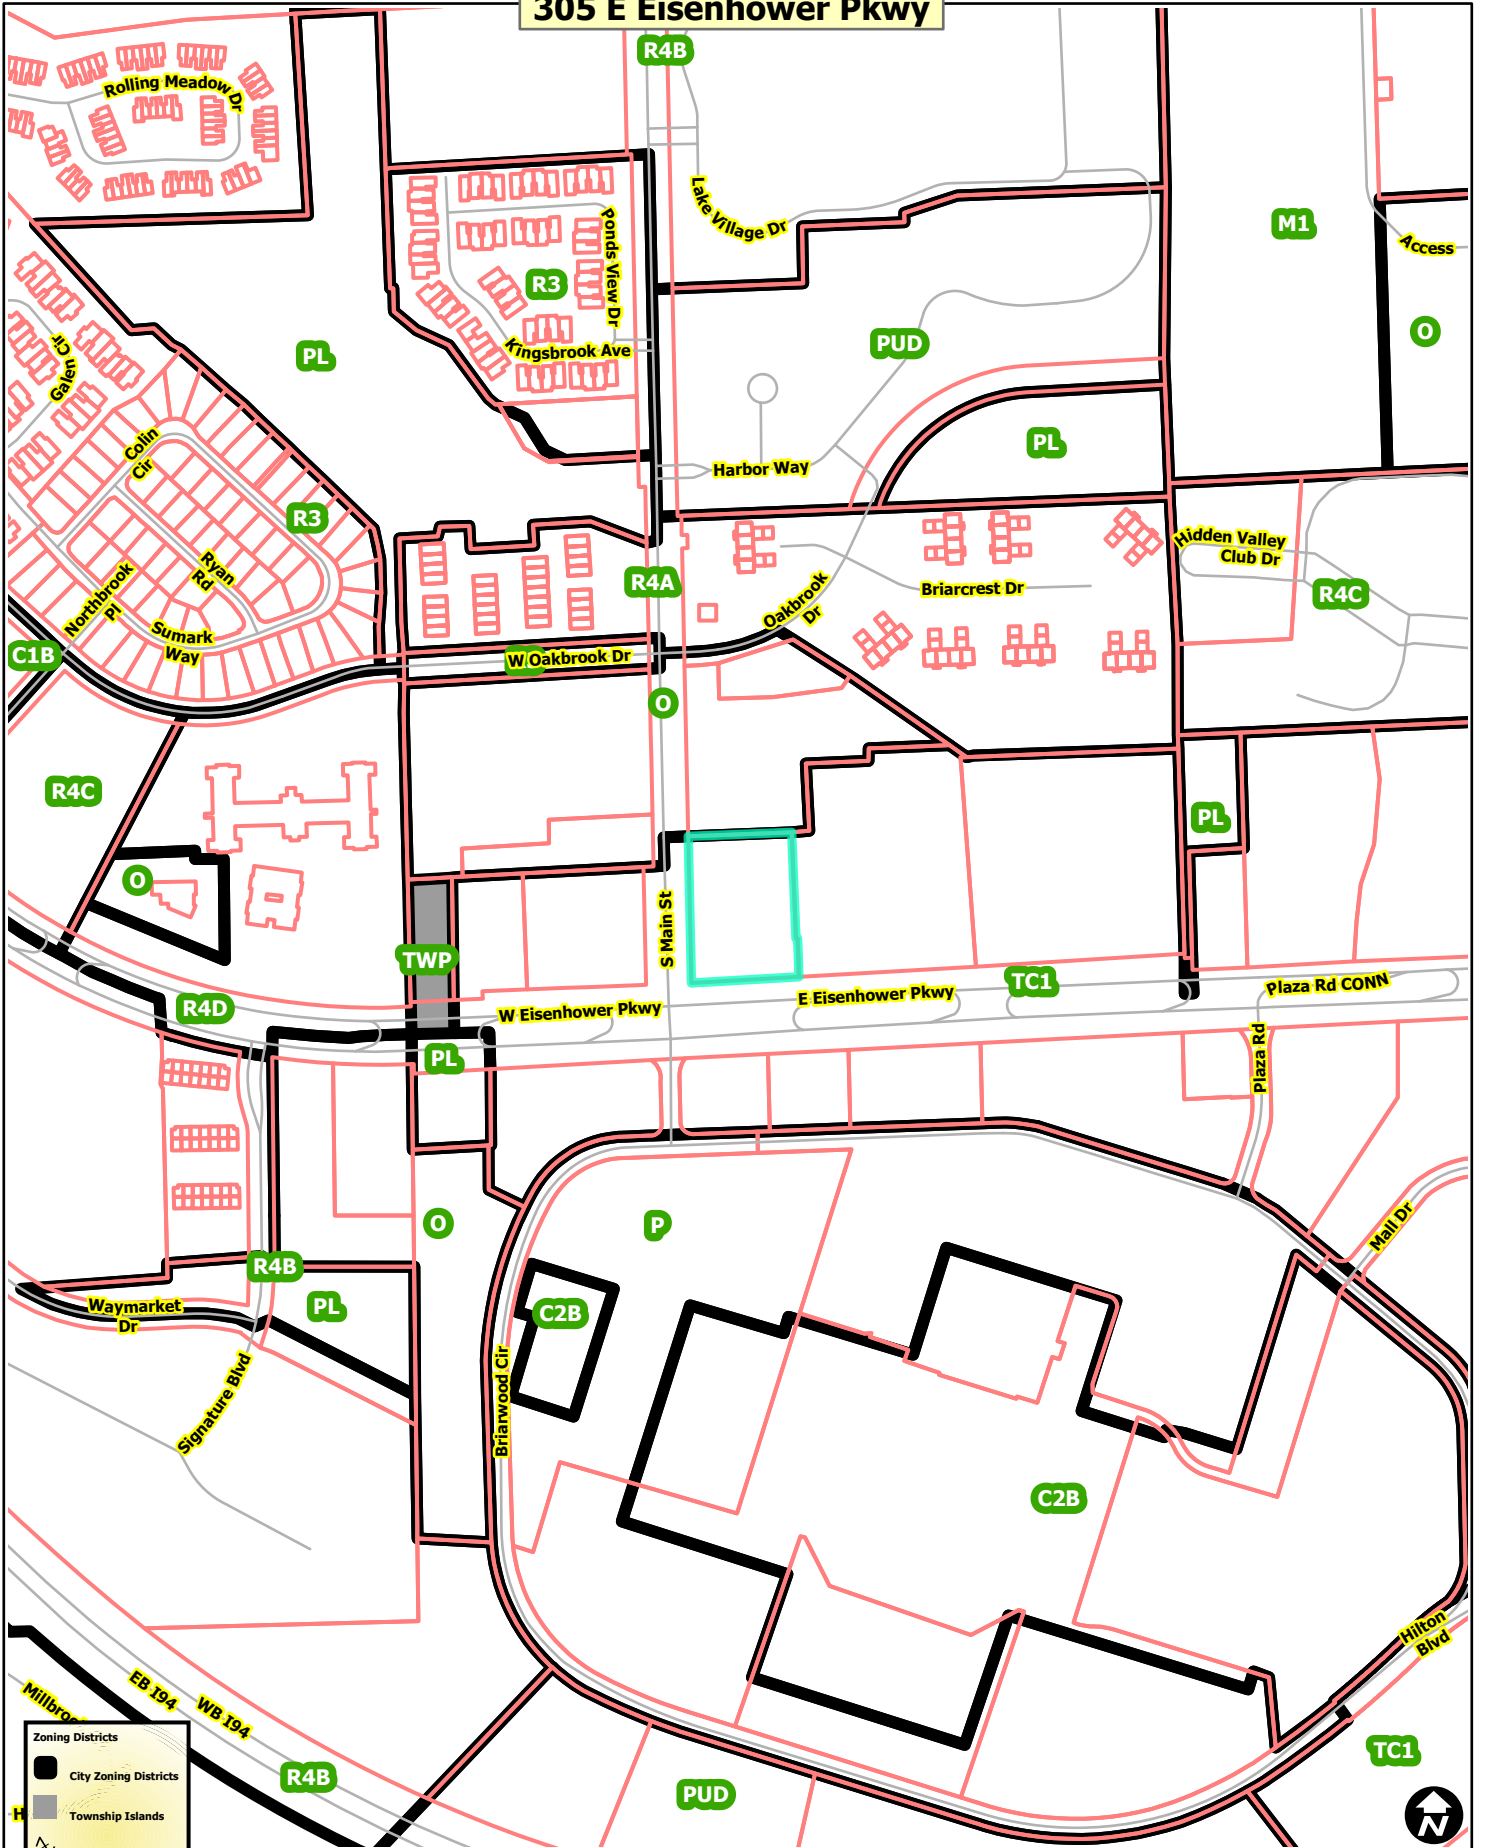 305 E Eisenhower Pkwy
R4B
Rolling Meadow Dr
Lake Village Dr
Ponds View Dr
M1
Access
R3
O
PUD
PL
Kingsbrook Ave
Galen Cir
PL
Colin
Cir
Harbor Way
R3
Hidden Valley
Club Dr
Ryan
Rd
R4A
Briarcrest Dr
R4C
Northbrook
Pl
Oakbrook
Dr
Sumark
Way
C1B
W Oakbrook Dr
O
R4C
PL
O
S Main St
TWP
TC1
Plaza Rd CONN
E Eisenhower Pkwy
R4D
W Eisenhower Pkwy
PL
Plaza Rd
O
P
Mall Dr
R4B
Waymarket
Dr
PL
C2B
Briarwood Cir
Signature Blvd
C2B
Hilton
Blvd
EB I94
WB I94
Zoning Districts
City Zoning Districts
Township Islands
R4B
TC1
PUD
N